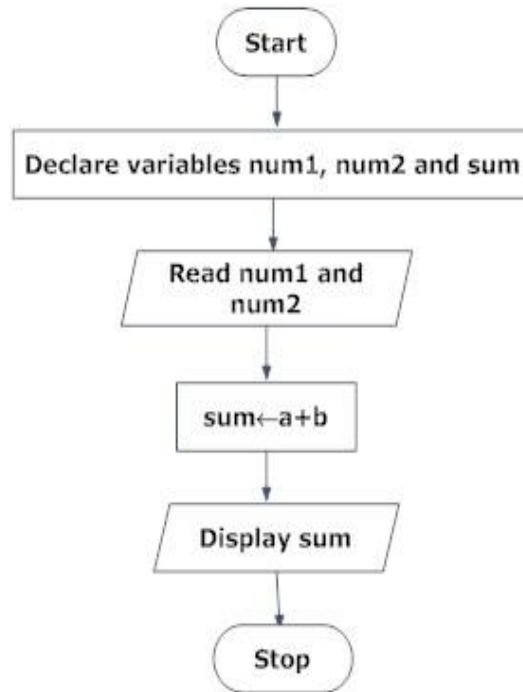 Start
Declare variables num1, num2 and sum
Read num1 and
num2
sum←a+b
Display sum
Stop